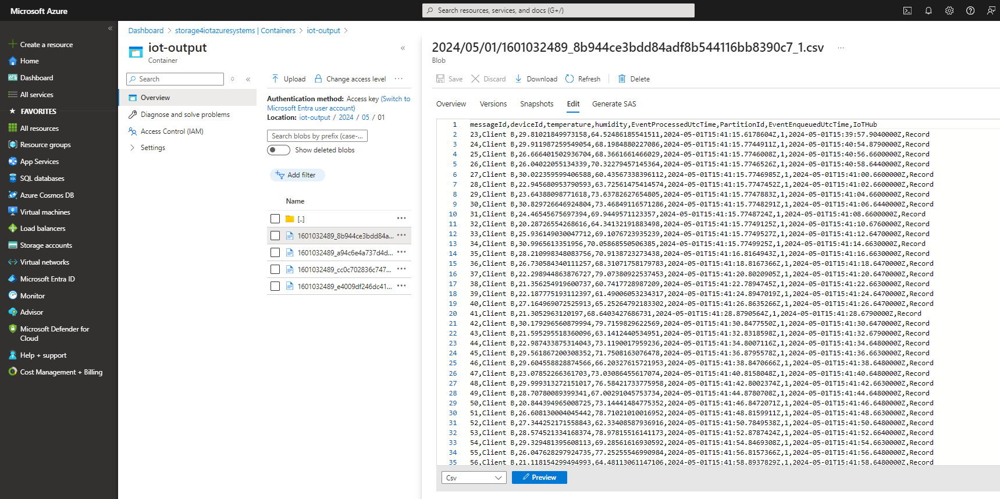 Microsoft Azure
Search resources, services, and docs (G+/)
Create a resource
Home
Dashboard
All services
FAVORITES
All resources
Resource groups
App Services
SQL databases
Azure Cosmos DB
Virtual machines
Load balancers
Storage accounts
Virtual networks
Microsoft Entra ID
Monitor
Advisor
Microsoft Defender for
Cloud
Help + support
Cost Management + Billing
Dashboard > storage4iotazuresystems | Containers > iot-output >
iot-output
Container
Search
Overview
Diagnose and solve problems
Access Control (IAM)
Settings
Upload Change access level ...
Authentication method: Access key (Switch to
Microsoft Entra user account)
Location: iot-output / 2024 / 05 / 01
Search blobs by prefix (case-...
Show deleted blobs
Add filter
Name
[..]
1601032489_8b944ce3bdd84a...
1601032489_a94c6e4a737d4d...
1601032489_cc0c702836c747...
1601032489_e4009df246dc41...
2024/05/01/1601032489_8b944ce3bdd84adf8b544116bb8390c7_1.csv ...
Blob
Save Discard Download Refresh Delete
Overview Versions Snapshots Edit Generate SAS
1 messageId,deviceId,temperature,humidity,EventProcessedUtcTime,PartitionId,EventEnqueuedUtcTime,IoTHub
2 23,Client B,29.81021849973158,64.52486185541511,2024-05-01T15:41:15.6178604Z,1,2024-05-01T15:39:57.9040000Z,Record
3 24,Client B,29.911987259549054,68.1984880227086,2024-05-01T15:41:15.7744911Z,1,2024-05-01T15:40:54.8790000Z,Record
4 25,Client B,26.666401502936704,68.3661661466029,2024-05-01T15:41:15.7746008Z,1,2024-05-01T15:40:56.6600000Z,Record
5 26,Client B,26.04022055134339,70.32279457145364,2024-05-01T15:41:15.7746526Z,1,2024-05-01T15:40:58.6440000Z,Record
6 27,Client B,30.022359599406588,60.43567338396112,2024-05-01T15:41:15.7746985Z,1,2024-05-01T15:41:00.6600000Z,Record
7 28,Client B,22.945680953790593,63.72561475414574,2024-05-01T15:41:15.7747452Z,1,2024-05-01T15:41:02.6600000Z,Record
8 29,Client B,23.64388098771618,73.63782627654805,2024-05-01T15:41:15.7747883Z,1,2024-05-01T15:41:04.6600000Z,Record
9 30,Client B,30.829726646924804,73.46849116571286,2024-05-01T15:41:15.7748291Z,1,2024-05-01T15:41:06.6440000Z,Record
10 31,Client B,24.46545675697394,69.9449571123357,2024-05-01T15:41:15.7748724Z,1,2024-05-01T15:41:08.6600000Z,Record
11 32,Client B,20.28726554268616,64.34132191883498,2024-05-01T15:41:15.7749125Z,1,2024-05-01T15:41:10.6760000Z,Record
12 33,Client B,25.936149030047712,69.1076723935239,2024-05-01T15:41:15.7749527Z,1,2024-05-01T15:41:12.6470000Z,Record
13 34,Client B,30.9965613351956,70.05868550506385,2024-05-01T15:41:15.7749925Z,1,2024-05-01T15:41:14.6630000Z,Record
14 35,Client B,28.210998348083756,70.9138723273438,2024-05-01T15:41:16.8164943Z,1,2024-05-01T15:41:16.6630000Z,Record
15 36,Client B,26.730584340111257,68.31071758179783,2024-05-01T15:41:18.8167366Z,1,2024-05-01T15:41:18.6470000Z,Record
16 37,Client B,22.298944863876727,79.07380922537453,2024-05-01T15:41:20.8020905Z,1,2024-05-01T15:41:20.6470000Z,Record
17 38,Client B,21.356254919600737,60.7417728987209,2024-05-01T15:41:22.7894745Z,1,2024-05-01T15:41:22.6630000Z,Record
18 39,Client B,22.187775193112397,61.49006053234317,2024-05-01T15:41:24.8947019Z,1,2024-05-01T15:41:24.6470000Z,Record
19 40,Client B,27.164969072525913,65.25264792183302,2024-05-01T15:41:26.8635266Z,1,2024-05-01T15:41:26.6470000Z,Record
20 41,Client B,21.3052963120197,68.6403427686731,2024-05-01T15:41:28.8790564Z,1,2024-05-01T15:41:28.6790000Z,Record
21 42,Client B,30.179296560879994,79.7159829622569,2024-05-01T15:41:30.8477550Z,1,2024-05-01T15:41:30.6470000Z,Record
22 43,Client B,21.595295518360096,63.1412440534951,2024-05-01T15:41:32.8318598Z,1,2024-05-01T15:41:32.6790000Z,Record
23 44,Client B,22.987433875314043,73.1190017959236,2024-05-01T15:41:34.8007116Z,1,2024-05-01T15:41:34.6480000Z,Record
24 45,Client B,29.561867200308352,71.7508163076478,2024-05-01T15:41:36.8795578Z,1,2024-05-01T15:41:36.6630000Z,Record
25 46,Client B,29.604558828874566,66.20327615721953,2024-05-01T15:41:38.8470666Z,1,2024-05-01T15:41:38.6480000Z,Record
26 47,Client B,23.07852266361703,73.03086455617074,2024-05-01T15:41:40.8158048Z,1,2024-05-01T15:41:40.6480000Z,Record
27 48,Client B,29.999313272151017,76.58421733775958,2024-05-01T15:41:42.8002374Z,1,2024-05-01T15:41:42.6630000Z,Record
28 49,Client B,28.70780089399341,67.00291045753734,2024-05-01T15:41:44.8780708Z,1,2024-05-01T15:41:44.6480000Z,Record
29 50,Client B,20.844394965008725,73.14441484775352,2024-05-01T15:41:46.8472071Z,1,2024-05-01T15:41:46.6480000Z,Record
30 51,Client B,26.608130004045442,78.71021010016952,2024-05-01T15:41:48.8159911Z,1,2024-05-01T15:41:48.6630000Z,Record
31 52,Client B,27.344252171558843,62.33408587936916,2024-05-01T15:41:50.7849538Z,1,2024-05-01T15:41:50.6480000Z,Record
32 53,Client B,28.574521334168374,78.97815516141173,2024-05-01T15:41:52.8787424Z,1,2024-05-01T15:41:52.6640000Z,Record
33 54,Client B,29.329481395608113,69.28561616930592,2024-05-01T15:41:54.8469308Z,1,2024-05-01T15:41:54.6630000Z,Record
34 55,Client B,26.047628297924735,77.25255546990984,2024-05-01T15:41:56.8157366Z,1,2024-05-01T15:41:56.6480000Z,Record
35 56,Client B,21.118154299494993,64.48113061147106,2024-05-01T15:41:58.8937829Z,1,2024-05-01T15:41:58.6480000Z,Record
Csv Preview